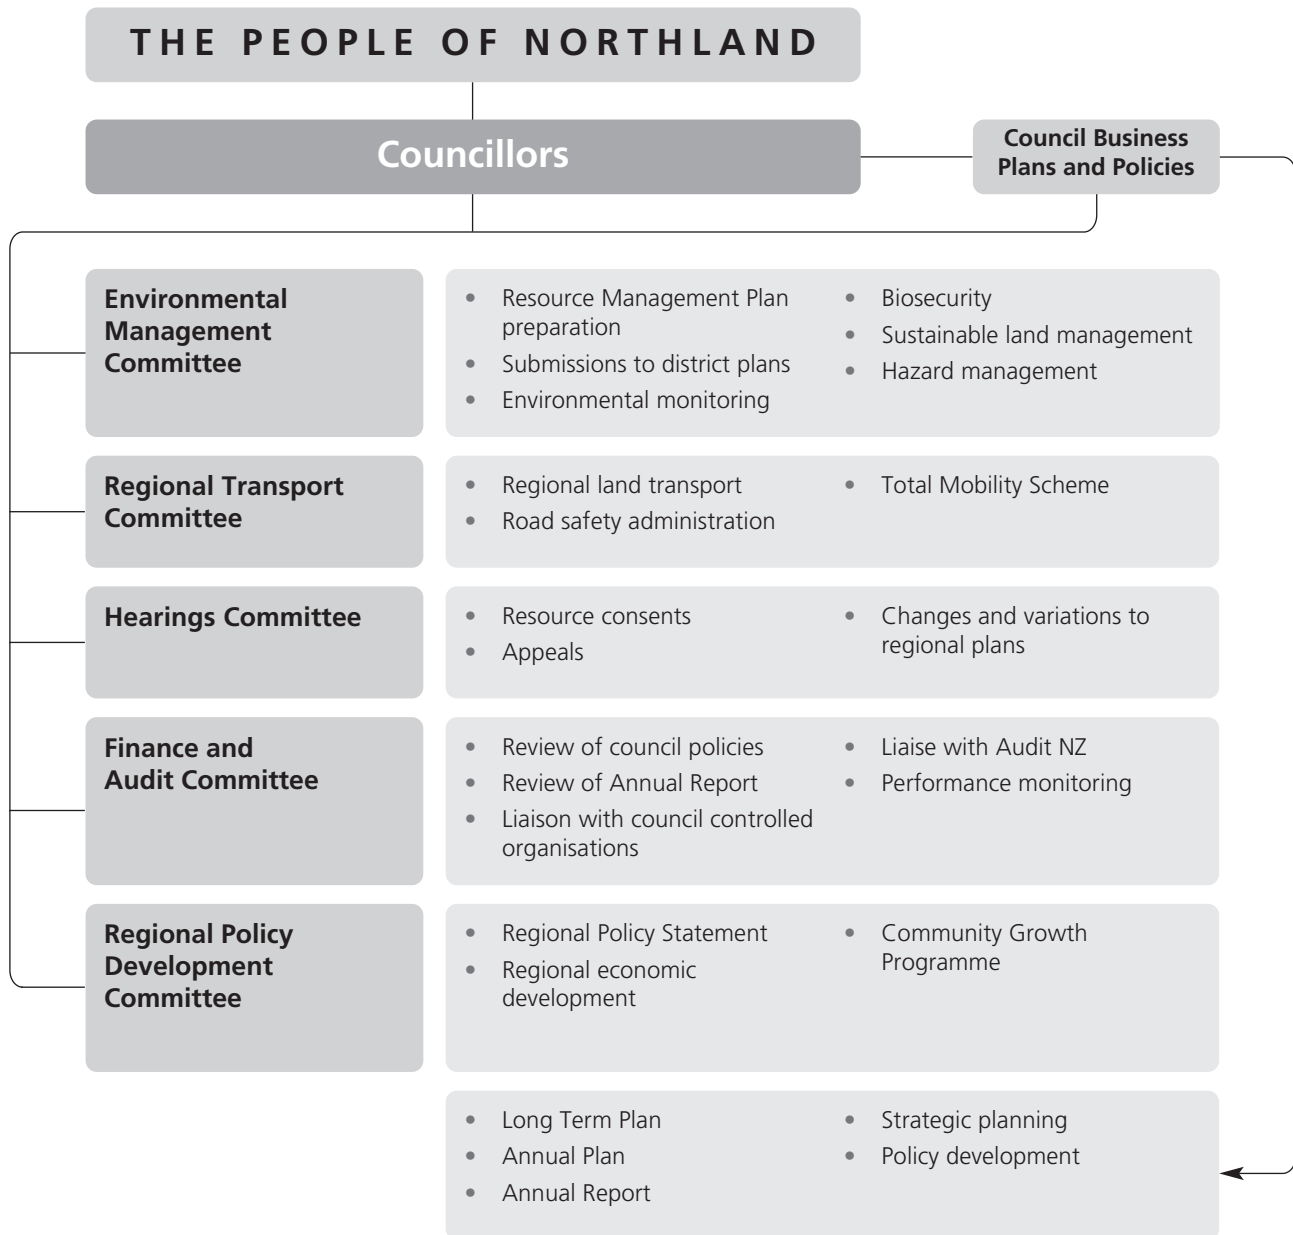 THE PEOPLE OF NORTHLAND
Councillors
Council Business
Plans and Policies
Environmental
Management
Committee
• Resource Management Plan
preparation
• Submissions to district plans
• Environmental monitoring
• Biosecurity
• Sustainable land management
• Hazard management
Regional Transport
Committee
• Regional land transport
• Road safety administration
• Total Mobility Scheme
Hearings Committee
• Resource consents
• Appeals
• Changes and variations to
regional plans
Finance and
Audit Committee
• Review of council policies
• Review of Annual Report
• Liaison with council controlled
organisations
• Liaise with Audit NZ
• Performance monitoring
Regional Policy
Development
Committee
• Regional Policy Statement
• Regional economic
development
• Community Growth
Programme
• Long Term Plan
• Annual Plan
• Annual Report
• Strategic planning
• Policy development